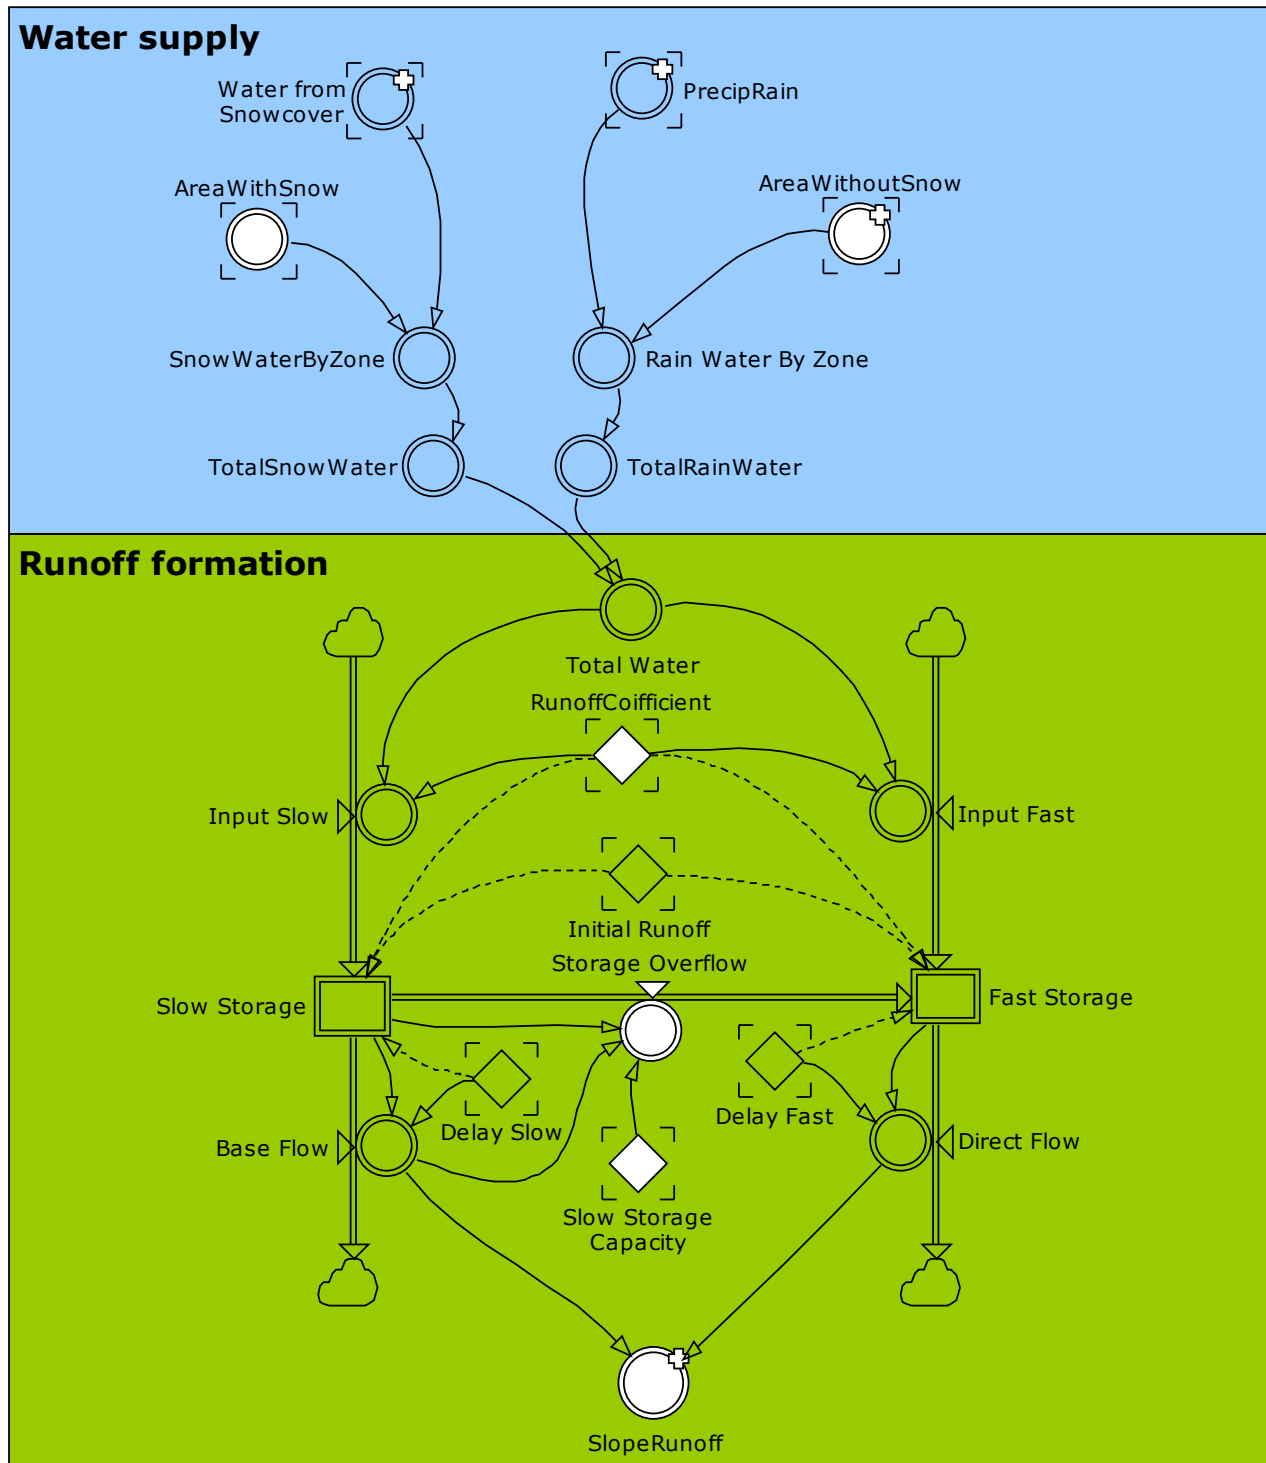 Water supply
Water from
Snowcover
PrecipRain
AreaWithSnow
AreaWithoutSnow
SnowWaterByZone
Rain Water By Zone
TotalSnowWater
TotalRainWater
Runoff formation
Total Water
RunoffCoifficient
Input Slow
Input Fast
Initial Runoff
Storage Overflow
Slow Storage
Fast Storage
Delay Slow
Delay Fast
Base Flow
Direct Flow
Slow Storage
Capacity
SlopeRunoff